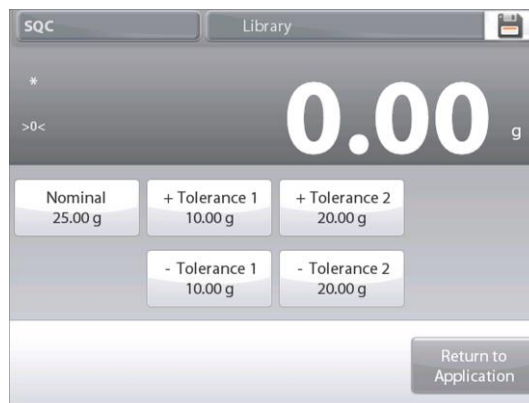 SQC
Library
*
>0<
0.00 g
Nominal
25.00 g
+ Tolerance 1
10.00 g
+ Tolerance 2
20.00 g
- Tolerance 1
10.00 g
- Tolerance 2
20.00 g
Return to
Application